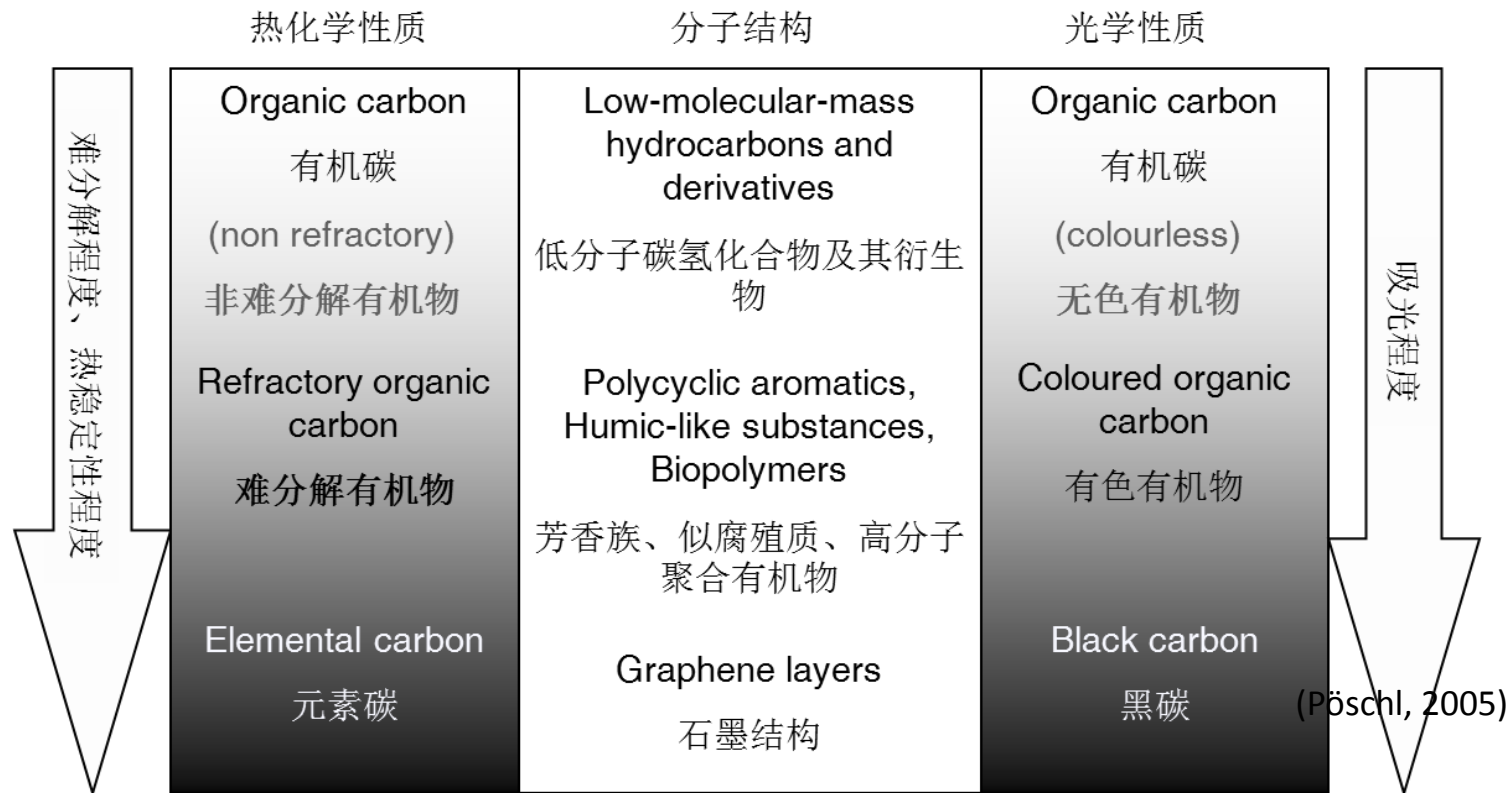 热化学性质
分子结构
光学性质
难分解程度、热稳定性程度
Organic carbon
有机碳
(non refractory)
非难分解有机物
Refractory organic
carbon
难分解有机物
Elemental carbon
元素碳
Low-molecular-mass
hydrocarbons and
derivatives
低分子碳氢化合物及其衍生
物
Polycyclic aromatics,
Humic-like substances,
Biopolymers
芳香族、似腐殖质、高分子
聚合有机物
Graphene layers
石墨结构
Organic carbon
有机碳
(colourless)
无色有机物
Coloured organic
carbon
有色有机物
Black carbon
黑碳
吸光程度
(Pöschl, 2005)